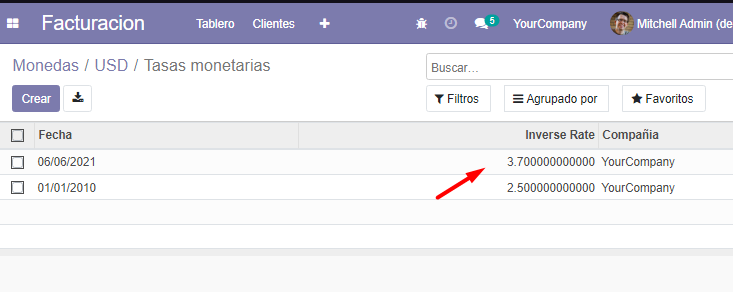 Facturacion Tablero Clientes 5 YourCompany Mitchell Admin (de
Monedas / USD / Tasas monetarias
Buscar...
Crear
Filtros Agrupado por Favoritos
Fecha Inverse Rate Compañia
06/06/2021 3.700000000000 YourCompany
01/01/2010 2.500000000000 YourCompany